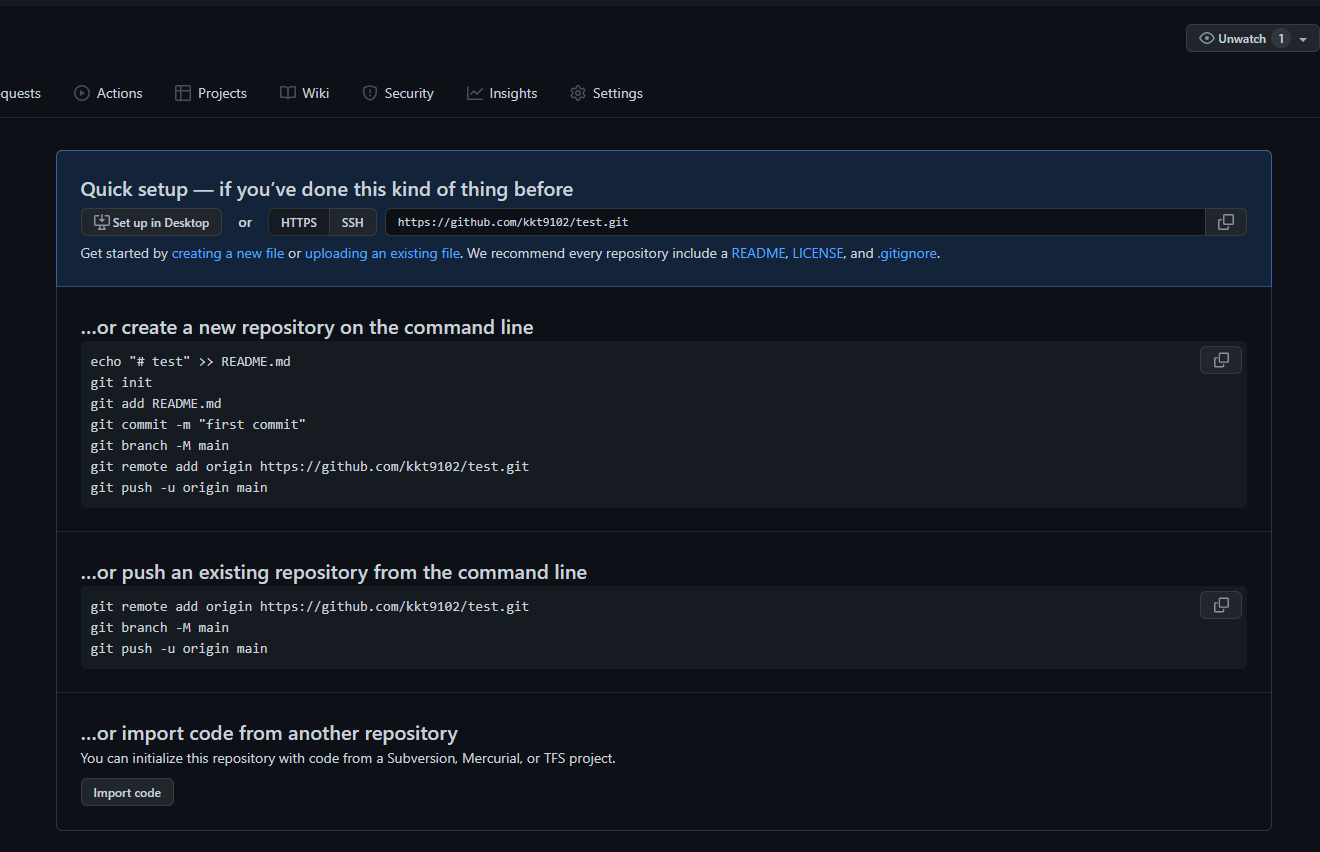 Unwatch 1
quests Actions Projects Wiki Security Insights Settings
Quick setup — if you've done this kind of thing before
Set up in Desktop or HTTPS SSH https://github.com/kkt9102/test.git
Get started by creating a new file or uploading an existing file. We recommend every repository include a README, LICENSE, and .gitignore.
…or create a new repository on the command line
echo "# test" >> README.md
git init
git add README.md
git commit -m "first commit"
git branch -M main
git remote add origin https://github.com/kkt9102/test.git
git push -u origin main
…or push an existing repository from the command line
git remote add origin https://github.com/kkt9102/test.git
git branch -M main
git push -u origin main
…or import code from another repository
You can initialize this repository with code from a Subversion, Mercurial, or TFS project.
Import code